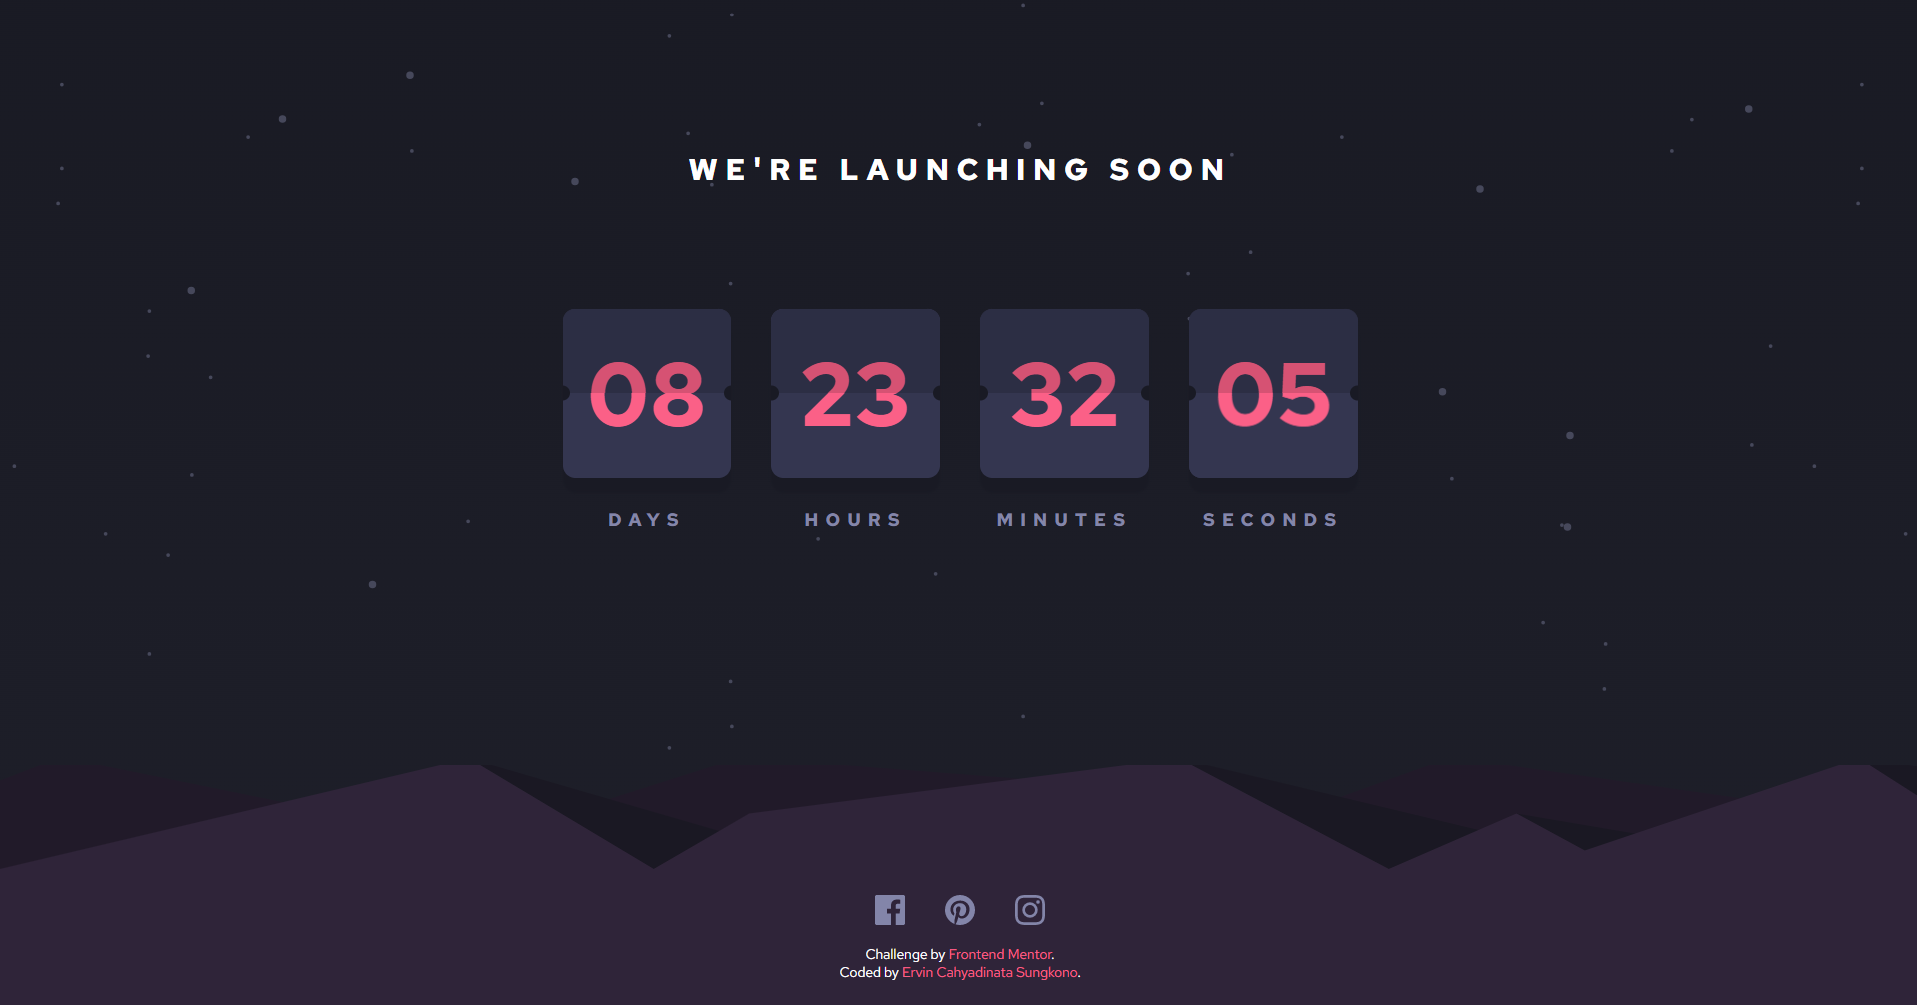 WE'RE LAUNCHING SOON
08 23 32 05
DAYS HOURS MINUTES SECONDS
Challenge by Frontend Mentor.
Coded by Ervin Cahyadinata Sungkono.